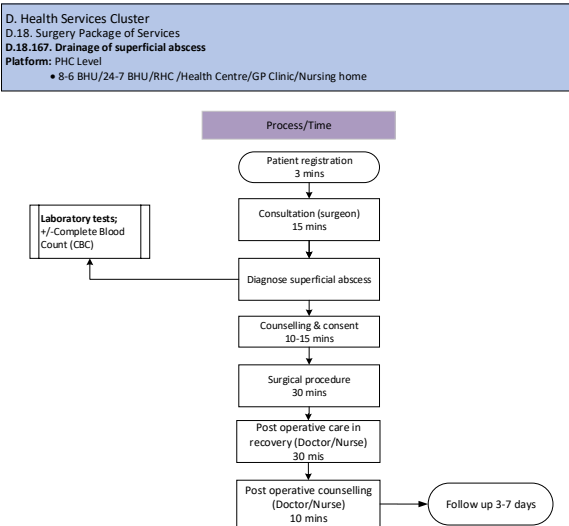 D. Health Services Cluster
D.18. Surgery Package of Services
D.18.167. Drainage of superficial abscess
Platform: PHC Level
• 8-6 BHU/24-7 BHU/RHC /Health Centre/GP Clinic/Nursing home
Process/Time
Patient registration
3 mins
Consultation (surgeon)
15 mins
Laboratory tests;
+/-Complete Blood
Count (CBC)
Diagnose superficial abscess
Counselling & consent
10-15 mins
Surgical procedure
30 mins
Post operative care in
recovery (Doctor/Nurse)
30 mis
Post operative counselling
(Doctor/Nurse)
10 mins
Follow up 3-7 days